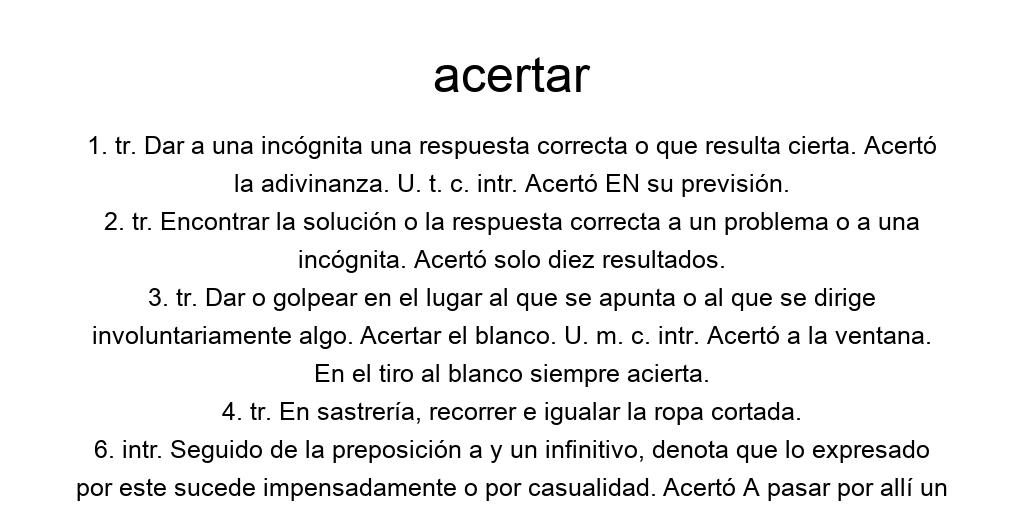 acertar
1. tr. Dar a una incógnita una respuesta correcta o que resulta cierta. Acertó
la adivinanza. U. t. c. intr. Acertó EN su previsión.
2. tr. Encontrar la solución o la respuesta correcta a un problema o a una
incógnita. Acertó solo diez resultados.
3. tr. Dar o golpear en el lugar al que se apunta o al que se dirige
involuntariamente algo. Acertar el blanco. U. m. c. intr. Acertó a la ventana.
En el tiro al blanco siempre acierta.
4. tr. En sastrería, recorrer e igualar la ropa cortada.
6. intr. Seguido de la preposición a y un infinitivo, denota que lo expresado
por este sucede impensadamente o por casualidad. Acertó A pasar por allí un